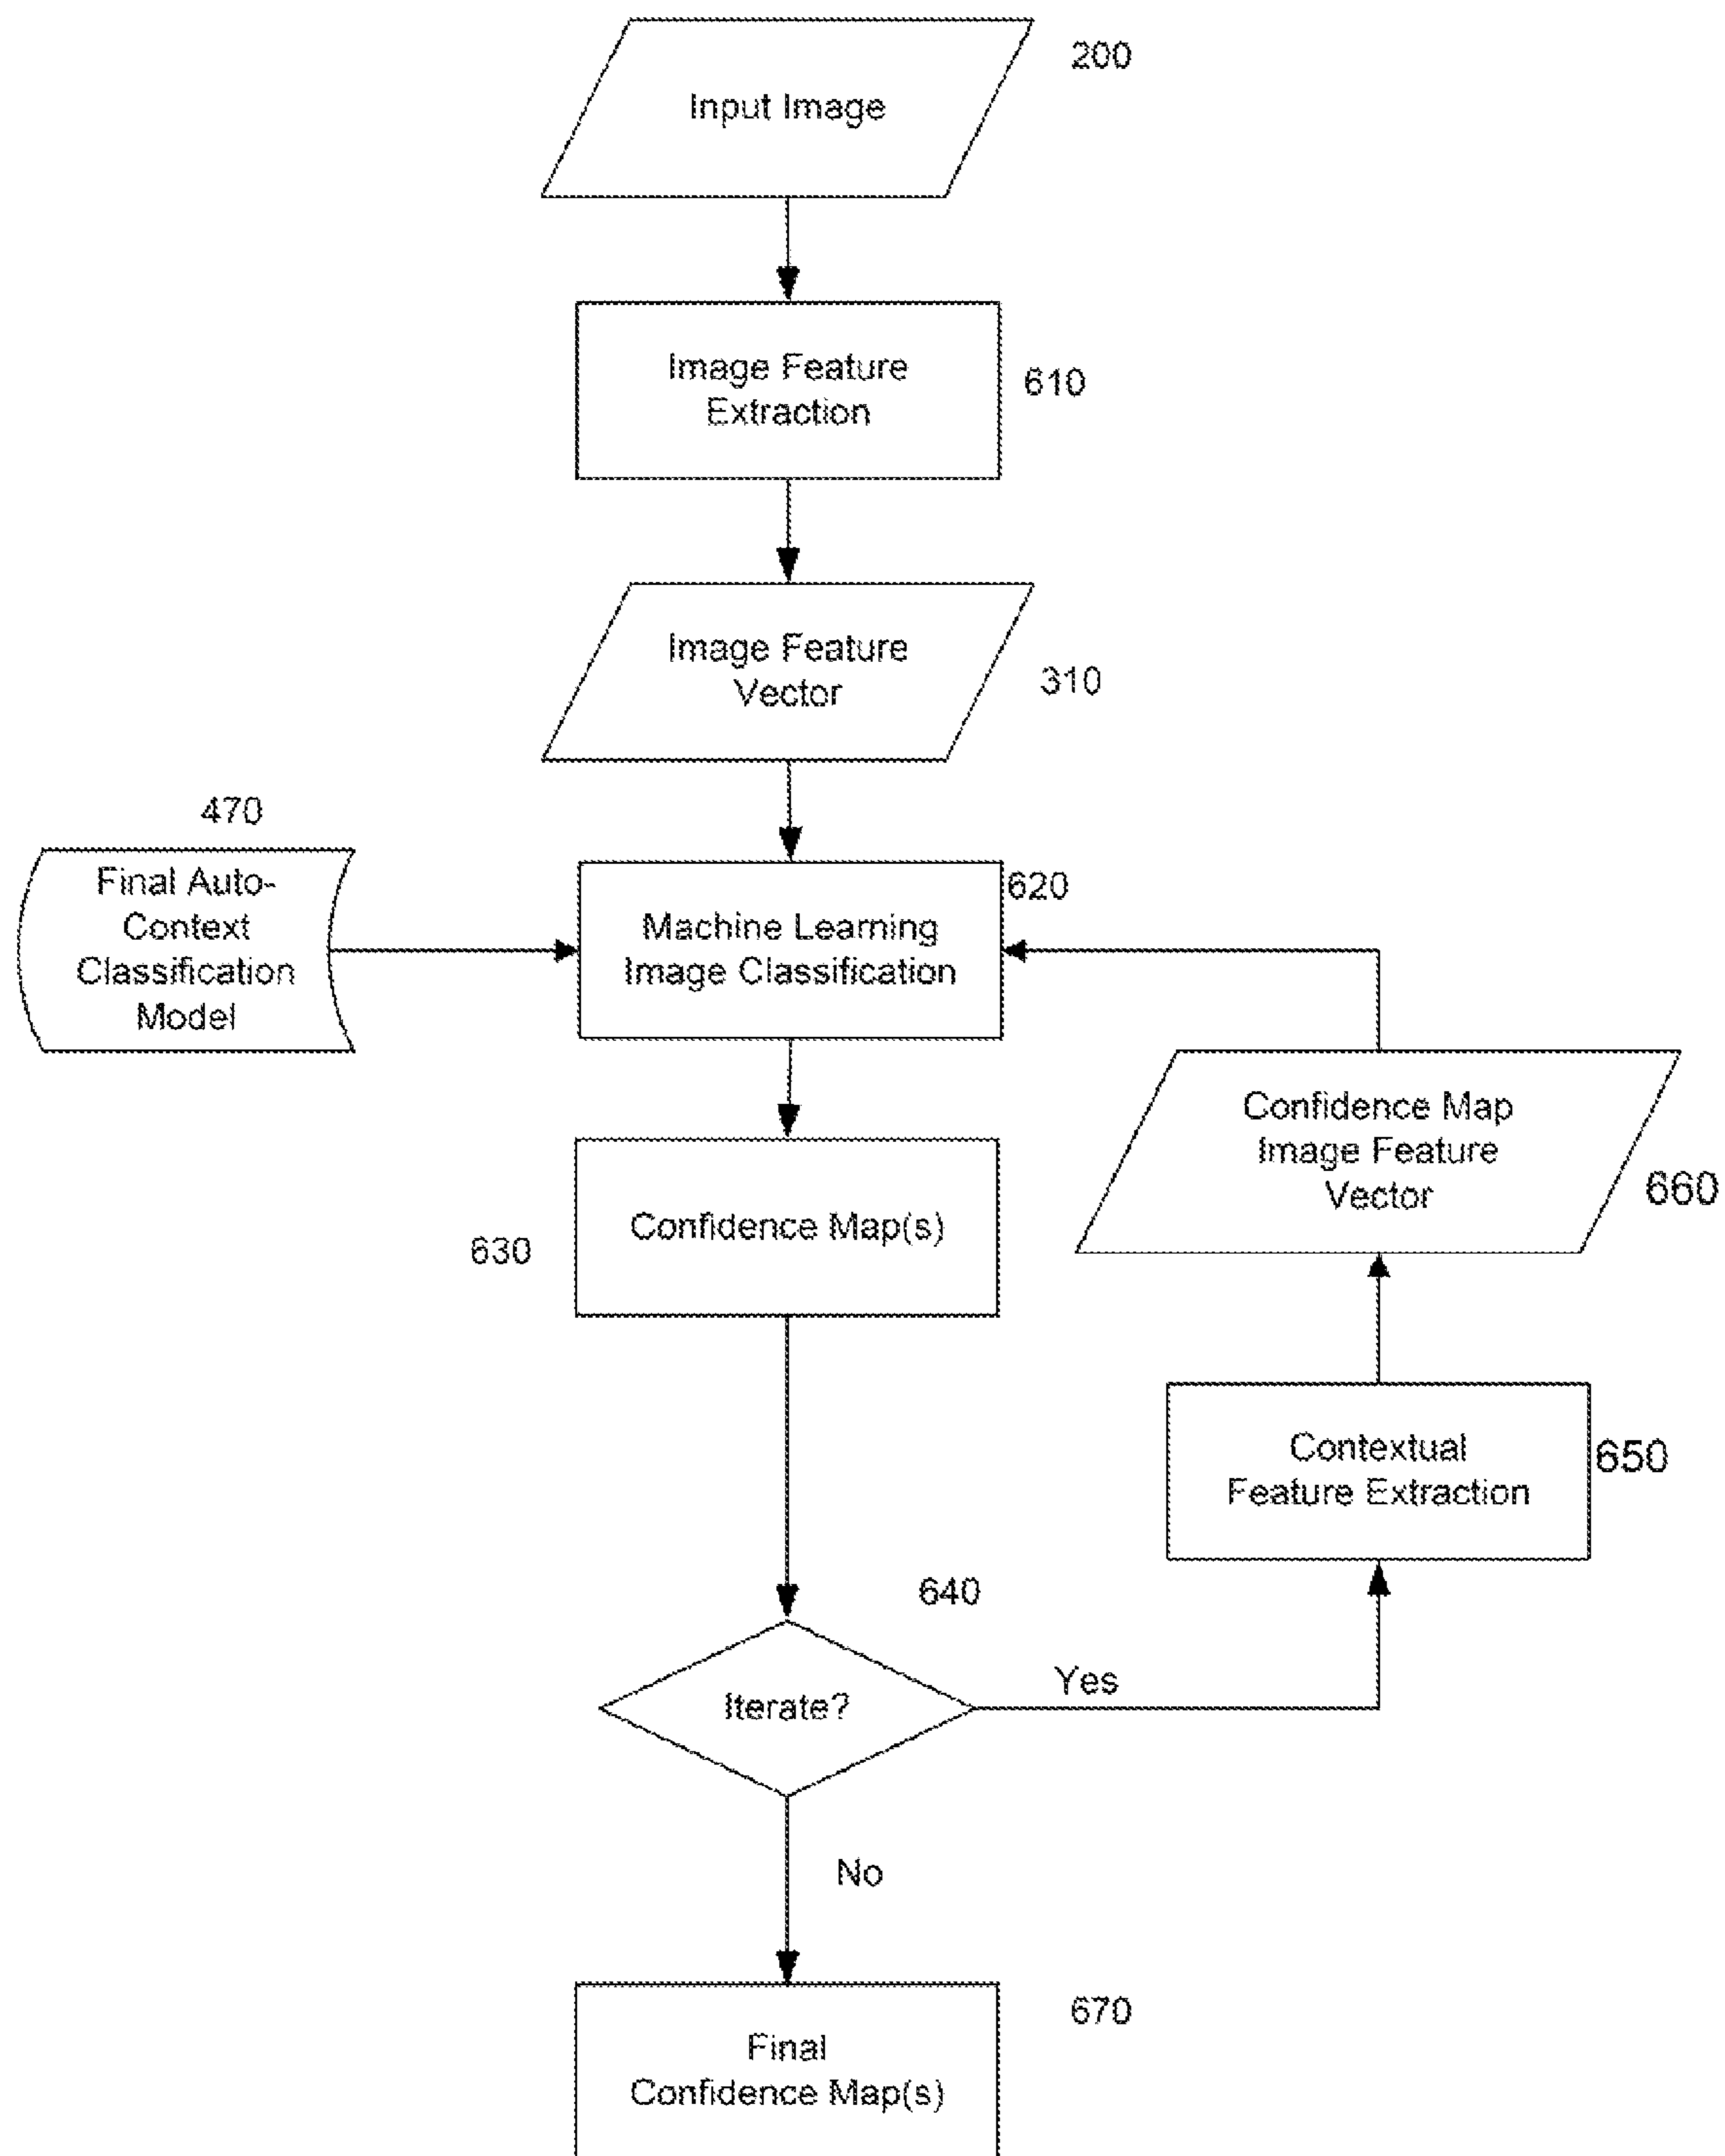 200
Input Image
Image Feature
Extraction
610
Image Feature
Vector
310
470
Final Auto-
Context
Classification
Model
620
Machine Learning
Image Classification
Confidence Map
Image Feature
Vector
660
Confidence Map(s)
630
Contextual
Feature Extraction
650
640
Iterate?
Yes
No
670
Final
Confidence Map(s)